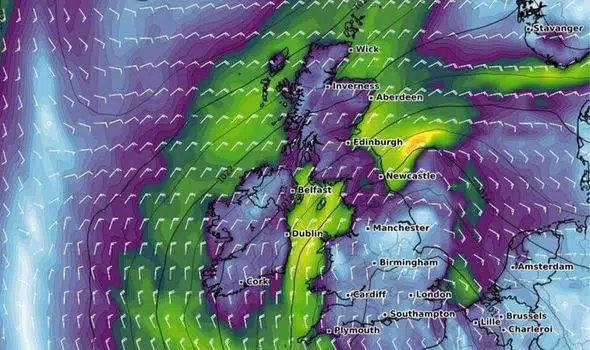 Stavanger
Wick
Inverness
Aberdeen
Edinburgh
Newcastle
Belfast
Dublin
Manchester
Birmingham
Amsterdam
Cork
Cardiff
London
Southampton
Brussels
Lille
Charleroi
Plymouth